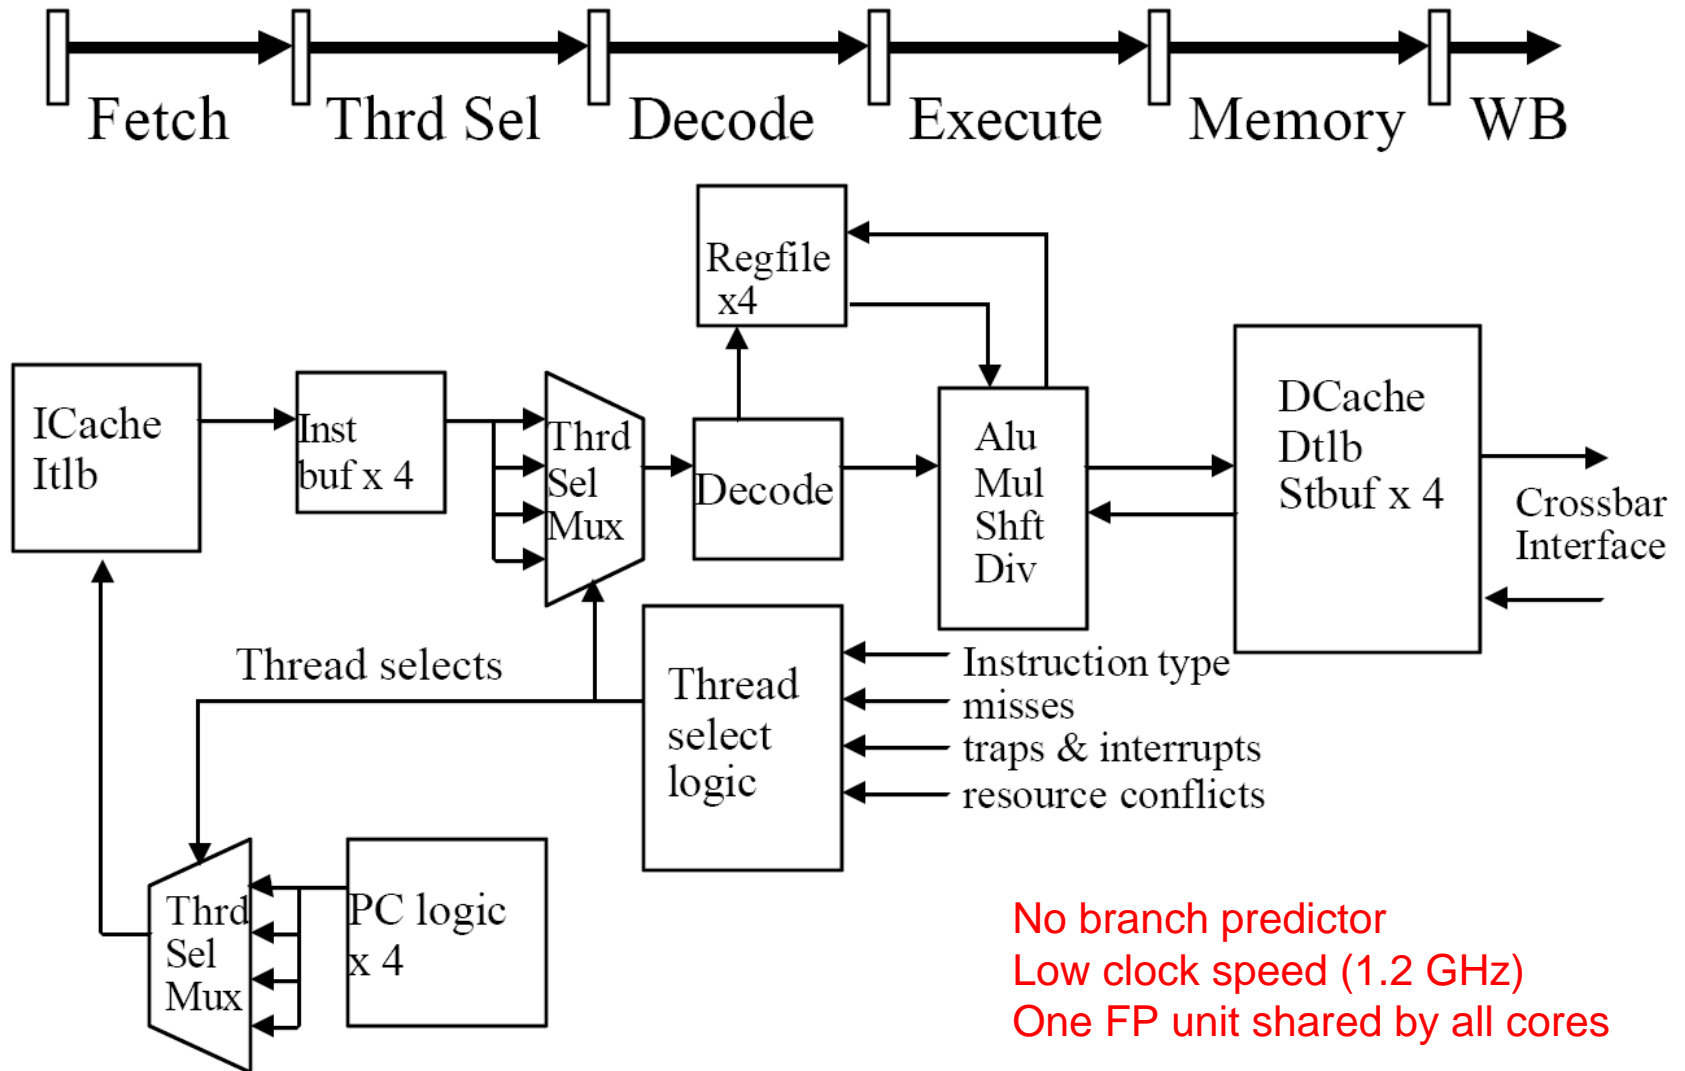 Fetch
Thrd Sel
Decode
Execute
Memory
WB
Regfile
x4
ICache
Itlb
Inst
buf x 4
Thrd
Sel
Mux
Decode
Alu
Mul
Shft
Div
DCache
Dtlb
Stbuf x 4
Crossbar
Interface
Thread selects
Thread
select
logic
Instruction type
misses
traps & interrupts
resource conflicts
Thrd
Sel
Mux
PC logic
x 4
No branch predictor
Low clock speed (1.2 GHz)
One FP unit shared by all cores